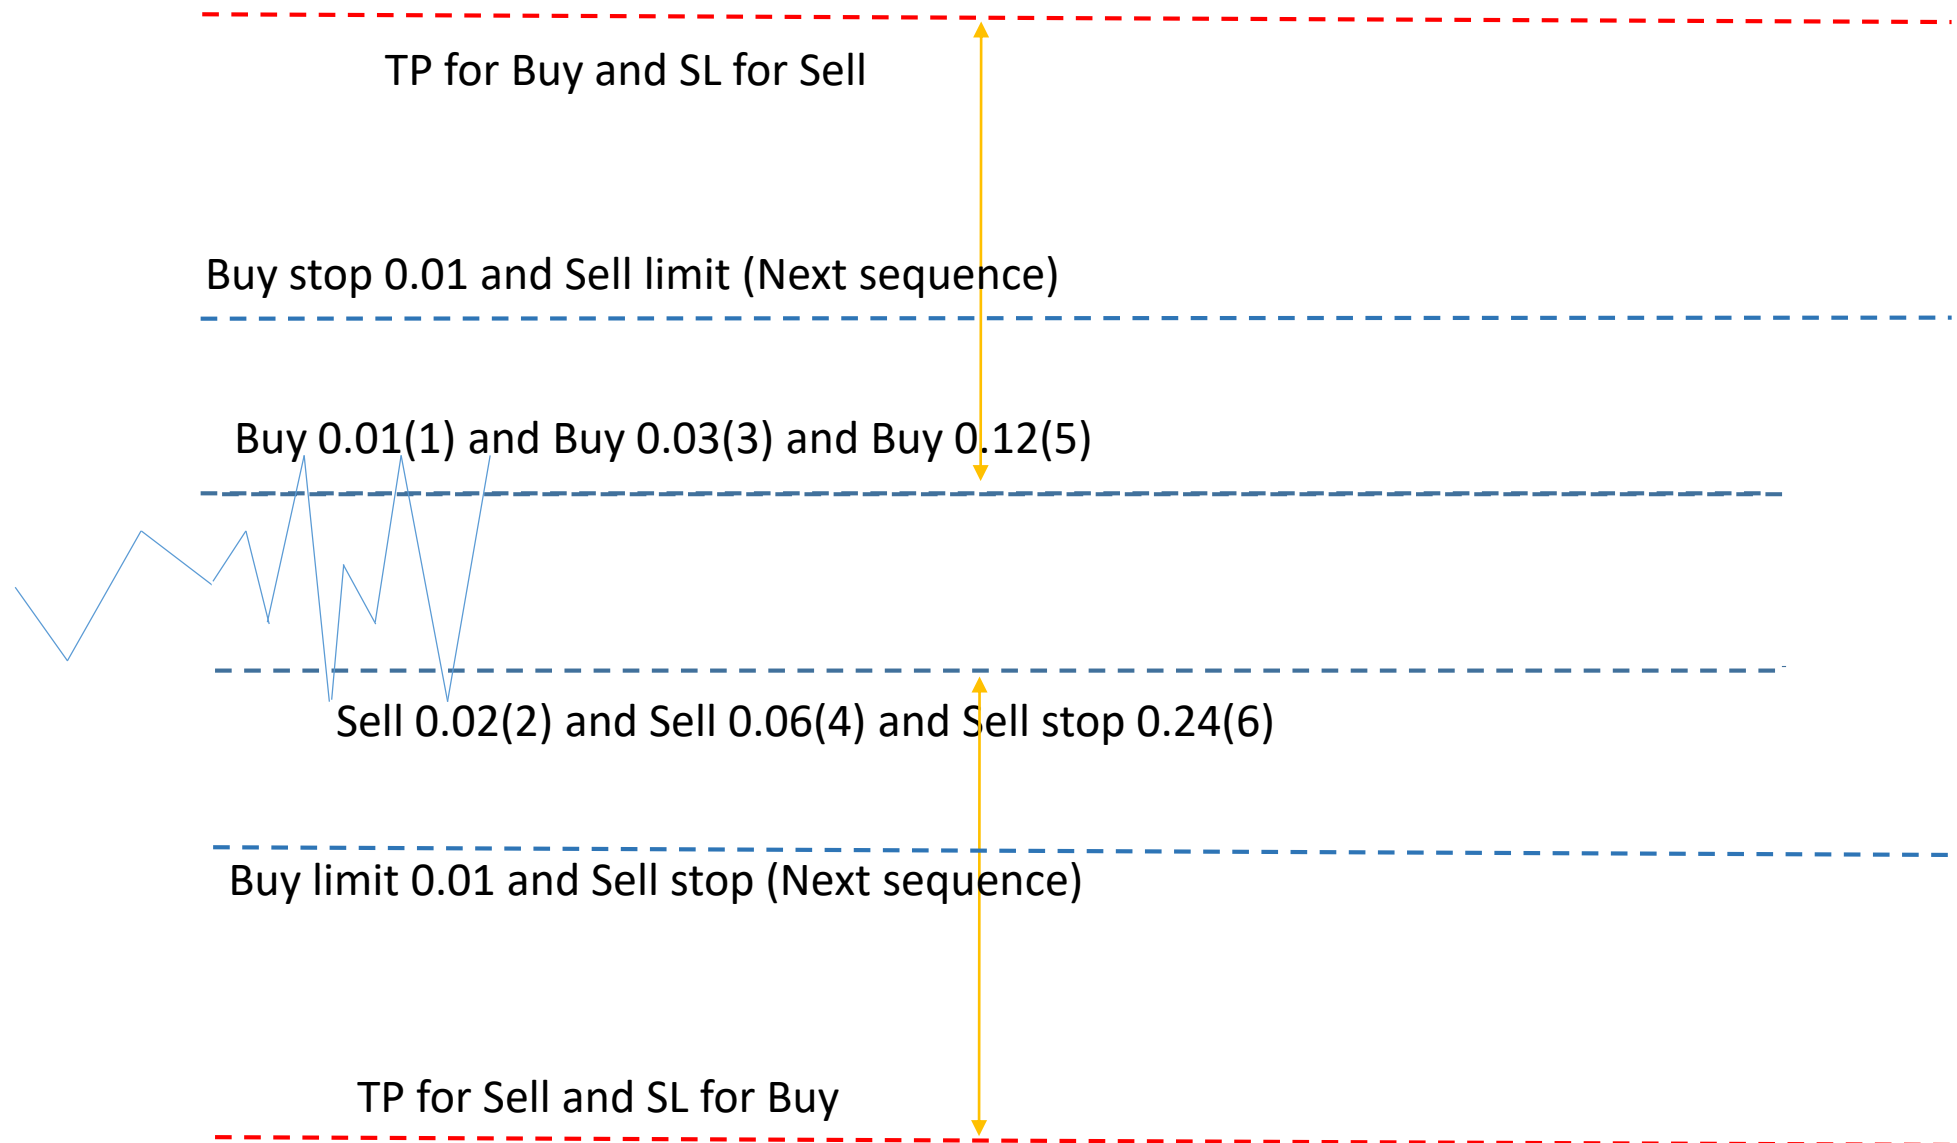 TP for Buy and SL for Sell
Buy stop 0.01 and Sell limit (Next sequence)
Buy 0.01(1) and Buy 0.03(3) and Buy 0.12(5)
Sell 0.02(2) and Sell 0.06(4) and Sell stop 0.24(6)
Buy limit 0.01 and Sell stop (Next sequence)
TP for Sell and SL for Buy